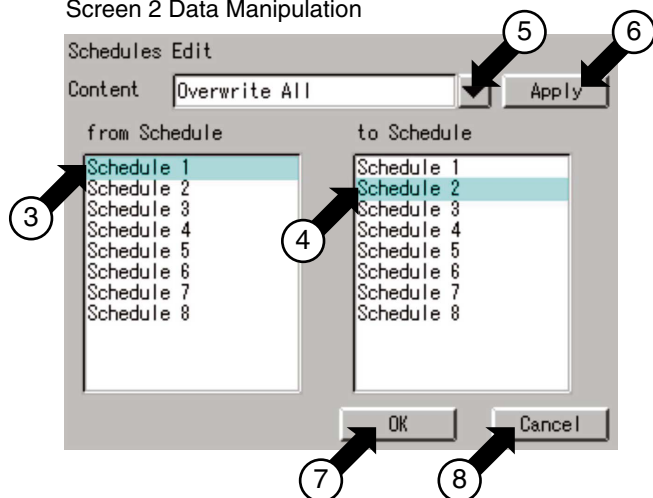 Screen 2 Data Manipulation
5
6
Schedules Edit
Content Overwrite All Apply
from Schedule to Schedule
3
Schedule 1
Schedule 2
Schedule 3
Schedule 4
Schedule 5
Schedule 6
Schedule 7
Schedule 8
4
Schedule 1
Schedule 2
Schedule 3
Schedule 4
Schedule 5
Schedule 6
Schedule 7
Schedule 8
OK Cancel
7
8